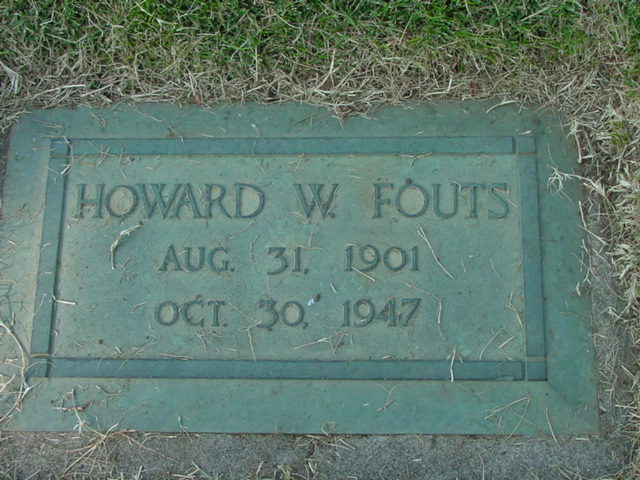 HOWARD W. FOUTS
AUG. 31, 1901
OCT. 30, 1947